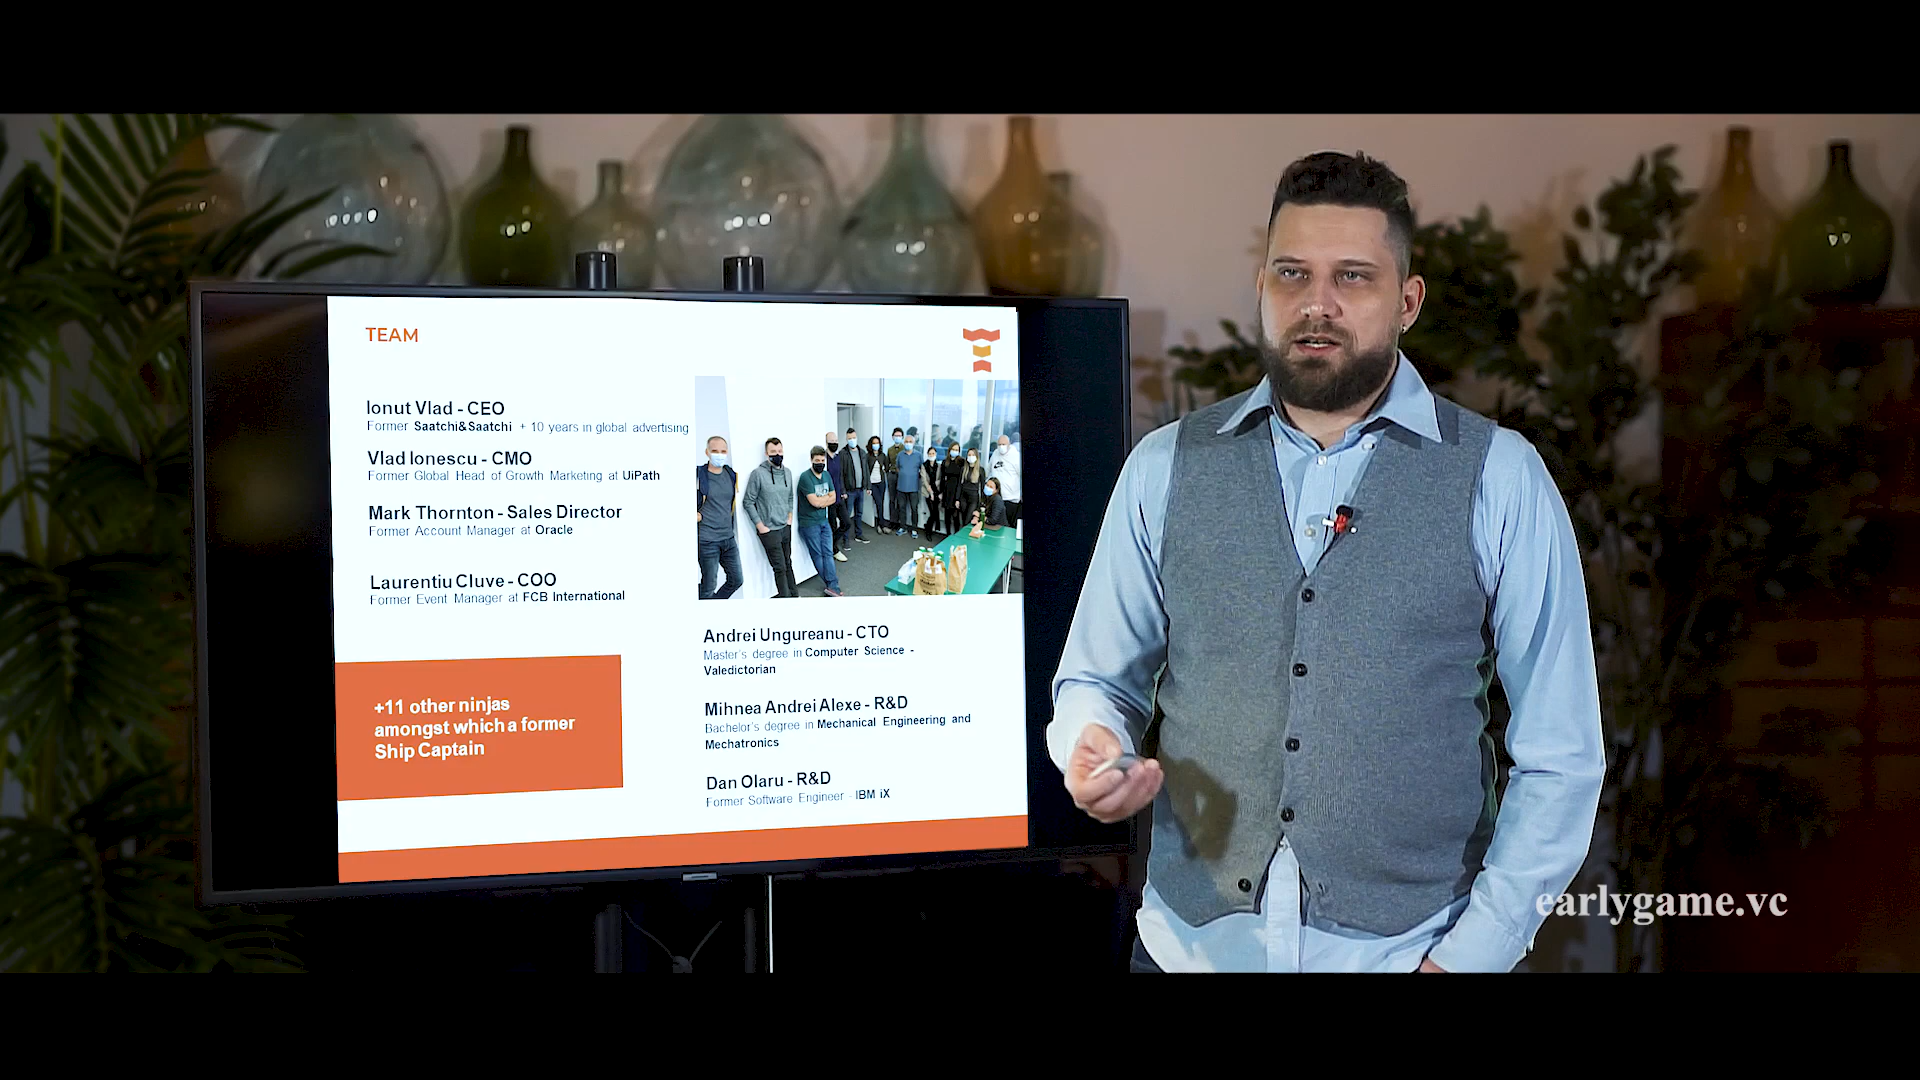 TEAM
Ionut Vlad - CEO
Former Saatchi&Saatchi + 10 years in global advertising
Vlad Ionescu - CMO
Former Global Head of Growth Marketing at UiPath
Mark Thornton - Sales Director
Former Account Manager at Oracle
Laurentiu Cluve - COO
Former Event Manager at FCB International
+11 other ninjas
amongst which a former
Ship Captain
Andrei Ungureanu - CTO
Master's degree in Computer Science -
Valedictorian
Mihnea Andrei Alexe - R&D
Bachelor's degree in Mechanical Engineering and
Mechatronics
Dan Olaru - R&D
Former Software Engineer - IBM iX
earlygame.vc